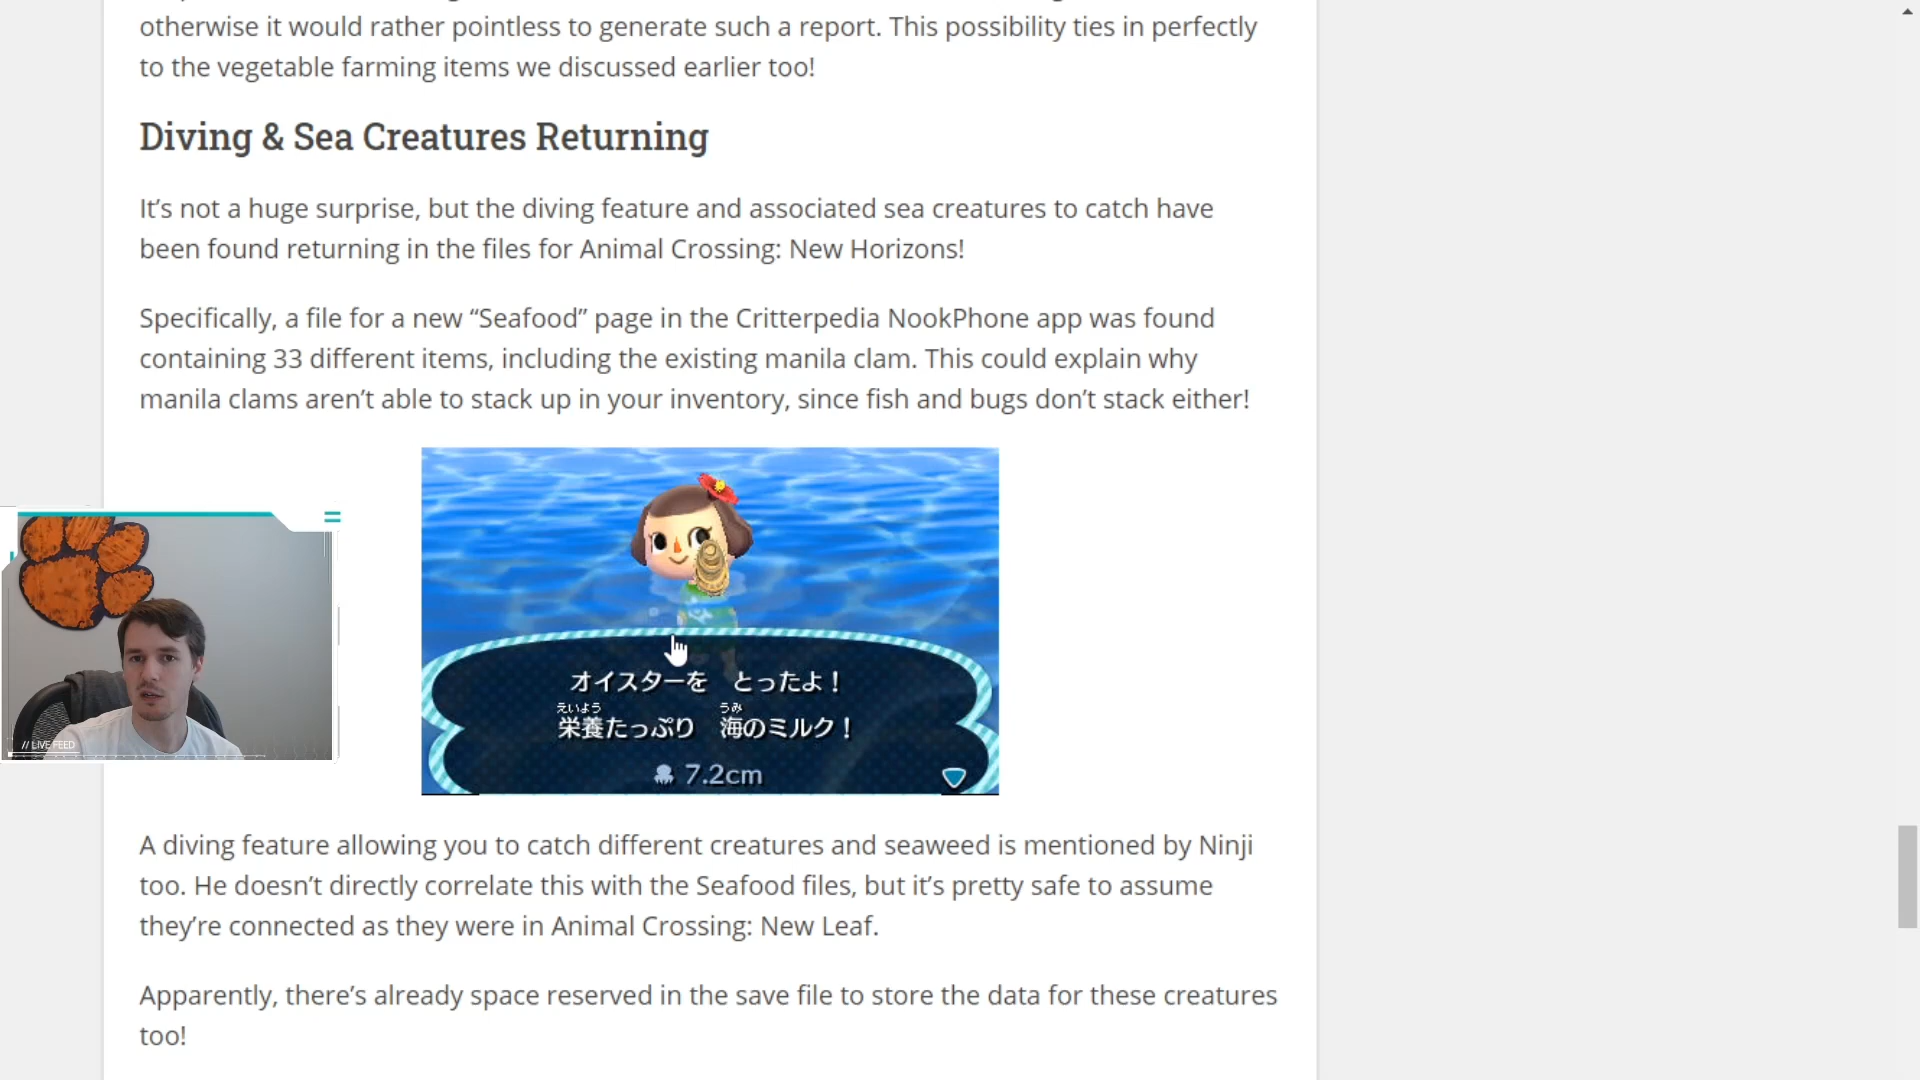 otherwise it would rather pointless to generate such a report. This possibility ties in perfectly
to the vegetable farming items we discussed earlier too!
Diving & Sea Creatures Returning
It’s not a huge surprise, but the diving feature and associated sea creatures to catch have
been found returning in the files for Animal Crossing: New Horizons!
Specifically, a file for a new “Seafood” page in the Critterpedia NookPhone app was found
containing 33 different items, including the existing manila clam. This could explain why
manila clams aren’t able to stack up in your inventory, since fish and bugs don’t stack either!
オイスターを とったよ！
えいよう うみ
栄養たっぷり 海のミルク！
7.2cm
// LIVE FEED
A diving feature allowing you to catch different creatures and seaweed is mentioned by Ninji
too. He doesn’t directly correlate this with the Seafood files, but it’s pretty safe to assume
they’re connected as they were in Animal Crossing: New Leaf.
Apparently, there’s already space reserved in the save file to store the data for these creatures
too!